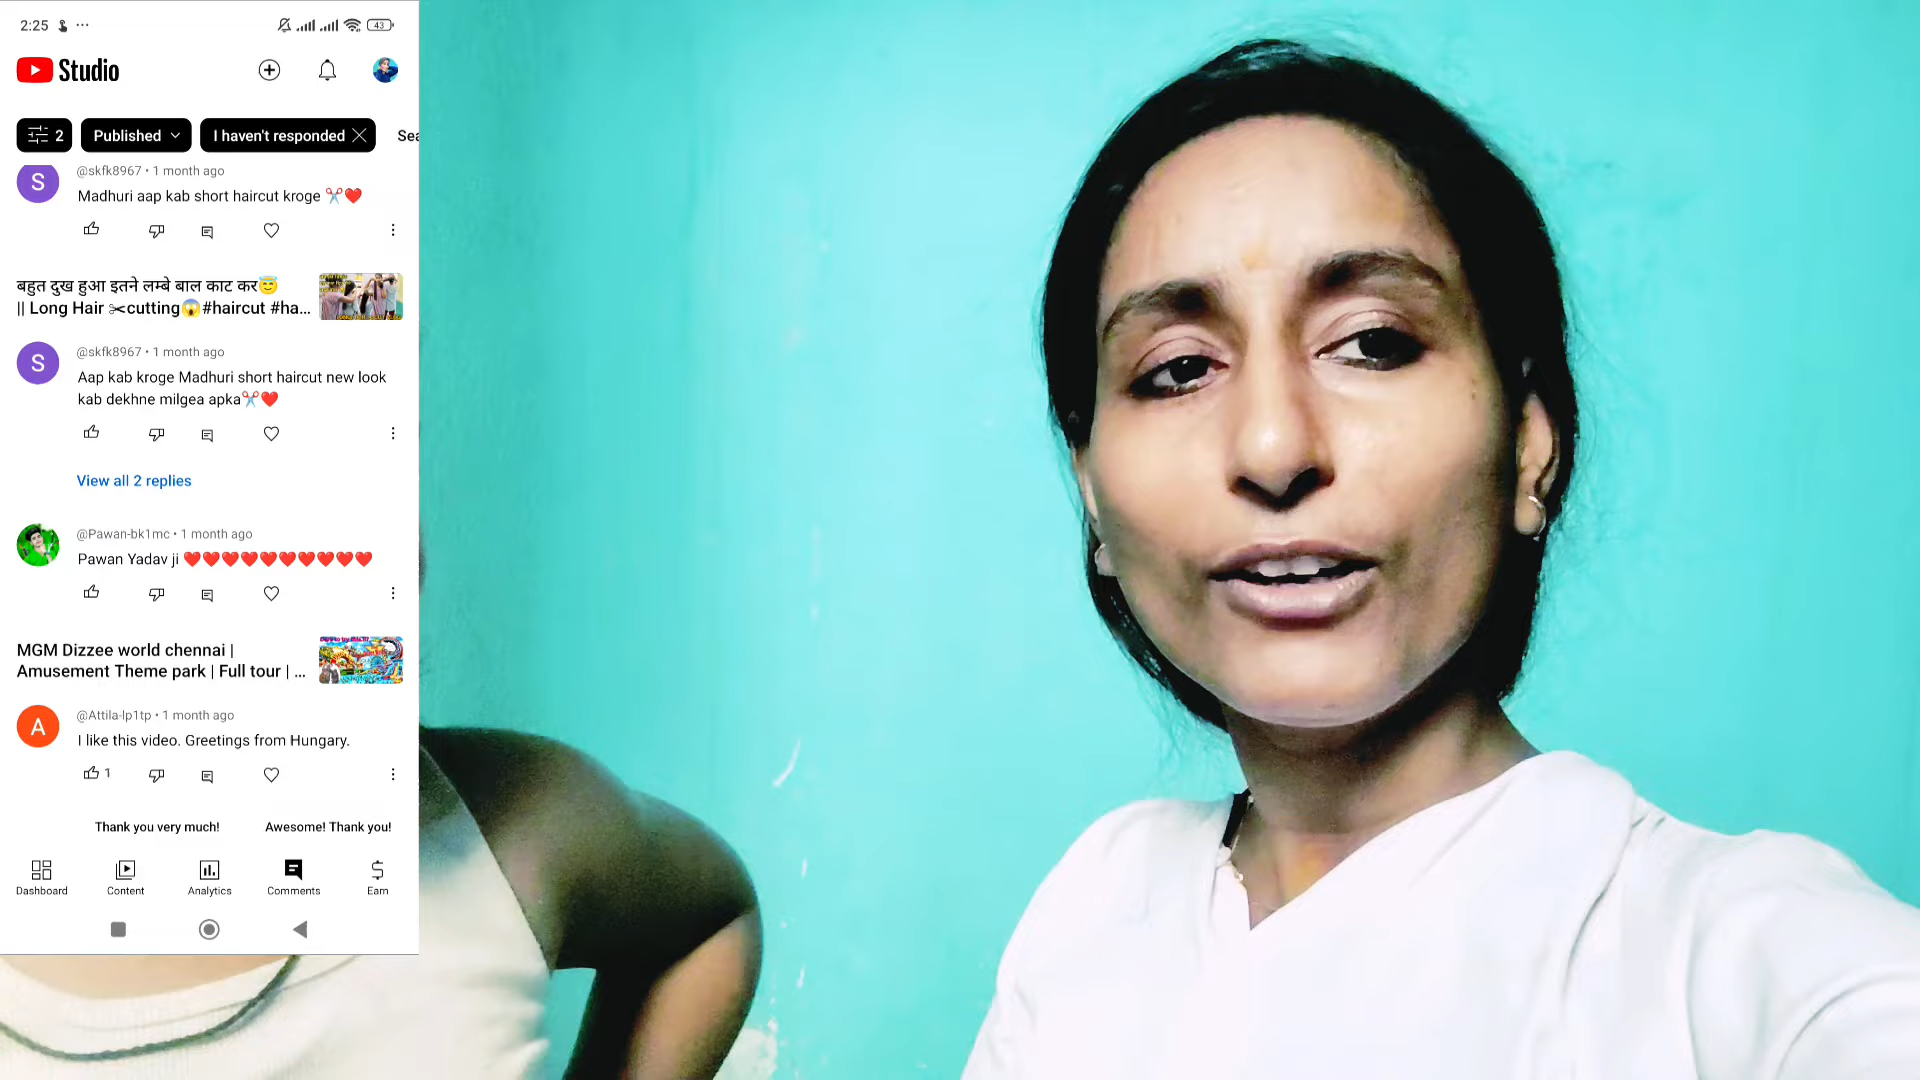 2:25
43
Studio
2
Published
I haven't responded
Sea
S
@skfk8967 • 1 month ago
Madhuri aap kab short haircut kroge ✂️❤️
बहुत दुख हुआ इतने लम्बे बाल काट कर😇
|| Long Hair ✂cutting😱#haircut #ha...
S
@skfk8967 • 1 month ago
Aap kab kroge Madhuri short haircut new look
kab dekhne milgea apka✂️❤️
View all 2 replies
@Pawan-bk1mc • 1 month ago
Pawan Yadav ji ❤️❤️❤️❤️❤️❤️❤️❤️❤️❤️
MGM Dizzee world chennai |
Amusement Theme park | Full tour | ...
A
@Attila-lp1tp • 1 month ago
I like this video. Greetings from Hungary.
1
Thank you very much!
Awesome! Thank you!
Dashboard
Content
Analytics
Comments
Earn